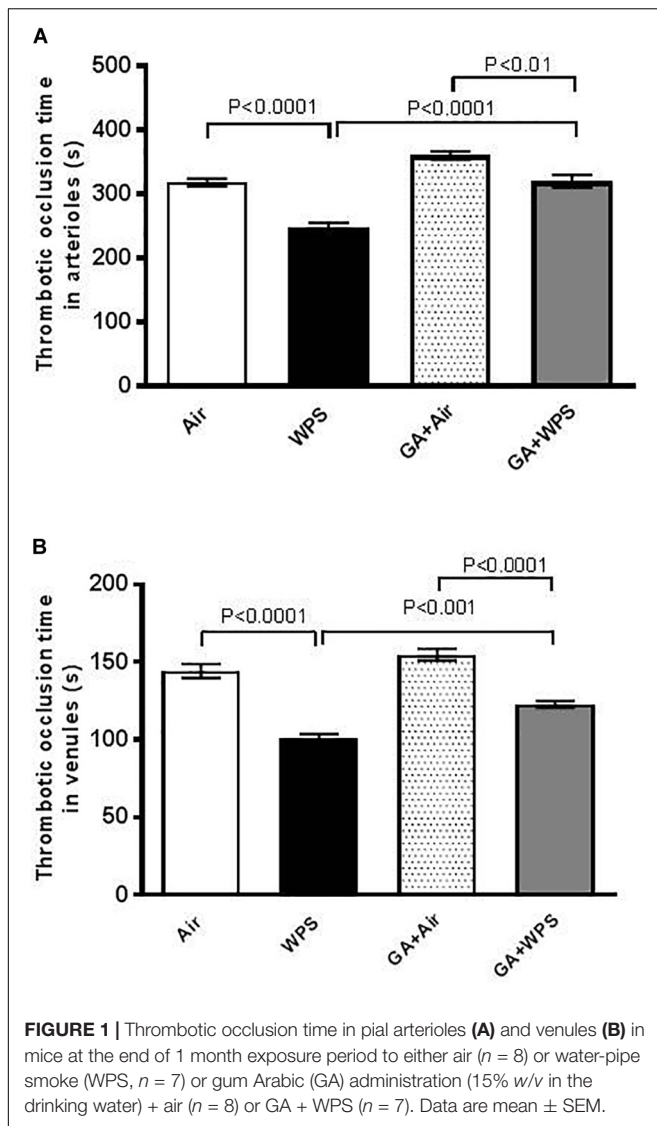 A
P<0.01
P<0.0001 P<0.0001
Thrombotic occlusion time
in arterioles (s)
500
400
300
200
100
0
Air WPS GA+Air GA+WPS
B
P<0.0001
P<0.0001 P<0.001
Thrombotic occlusion time
in venules (s)
200
150
100
50
0
Air WPS GA+Air GA+WPS
FIGURE 1 | Thrombotic occlusion time in pial arterioles (A) and venules (B) in
mice at the end of 1 month exposure period to either air (n = 8) or water-pipe
smoke (WPS, n = 7) or gum Arabic (GA) administration (15% w/v in the
drinking water) + air (n = 8) or GA + WPS (n = 7). Data are mean ± SEM.